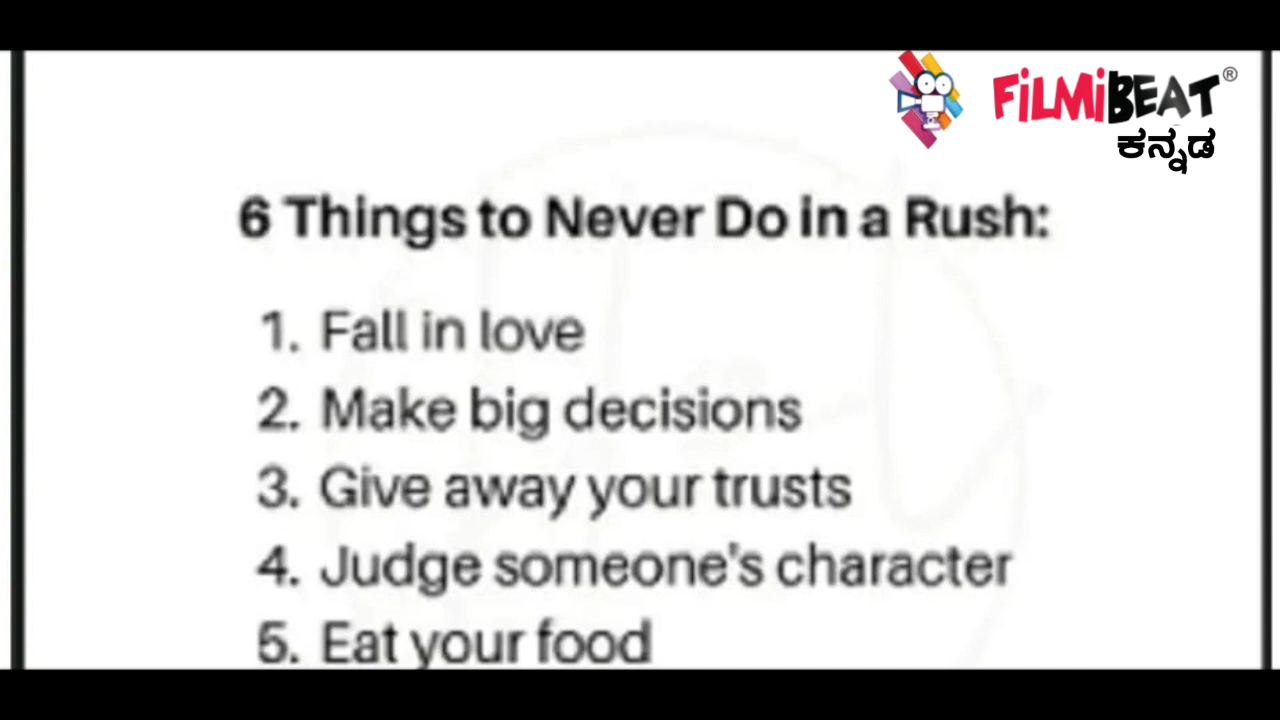 FiLMiBEAT®
ಕನ್ನಡ
6 Things to Never Do in a Rush:
1. Fall in love
2. Make big decisions
3. Give away your trusts
4. Judge someone's character
5. Eat your food